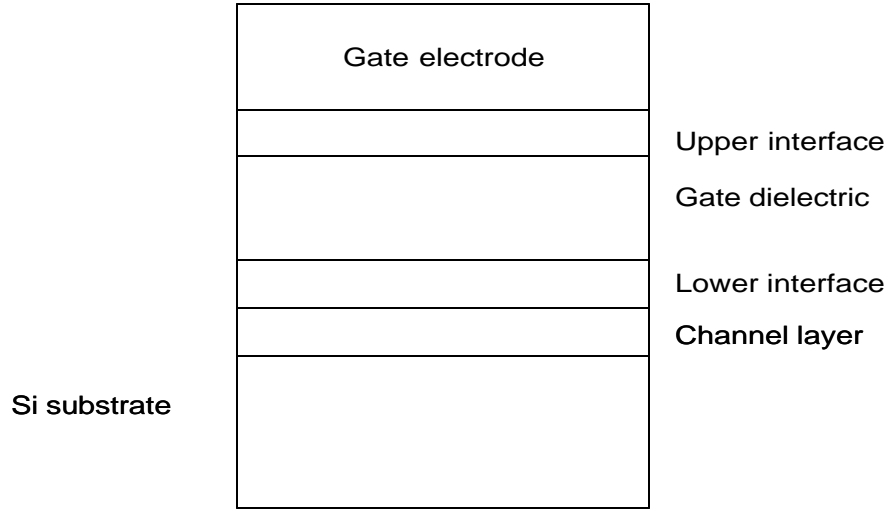 Gate electrode
Upper interface
Gate dielectric
Lower interface
Channel layer
Si substrate